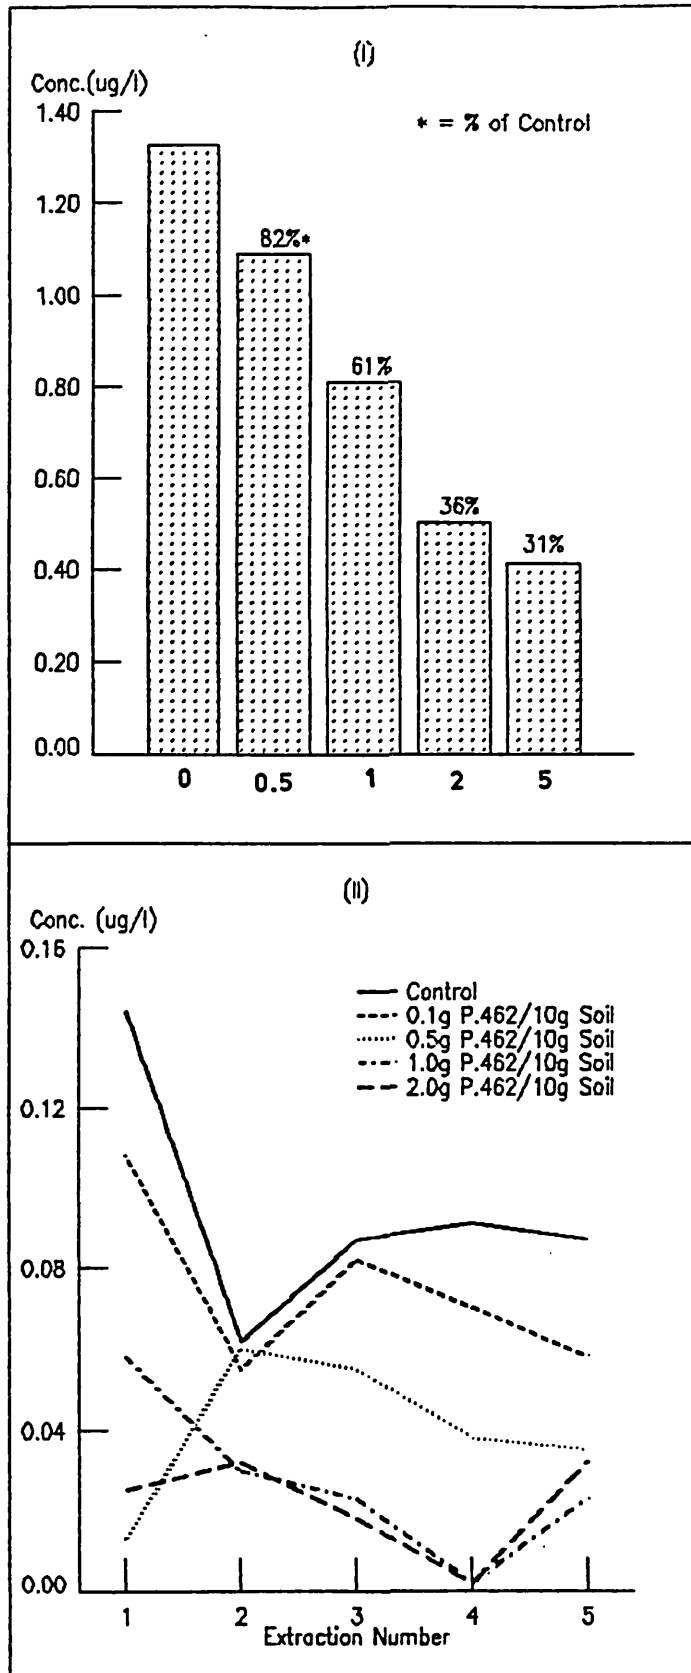 (I)
Conc.(ug/l)
1.40
* = % of Control
1.20
82%*
1.00
61%
0.80
0.60
36%
31%
0.40
0.20
0.00
0 0.5 1 2 5
(II)
Conc. (ug/l)
0.16
Control
0.1g P.462/10g Soil
0.5g P.462/10g Soil
1.0g P.462/10g Soil
2.0g P.462/10g Soil
0.12
0.08
0.04
0.00
1 2 3 4 5
Extraction Number